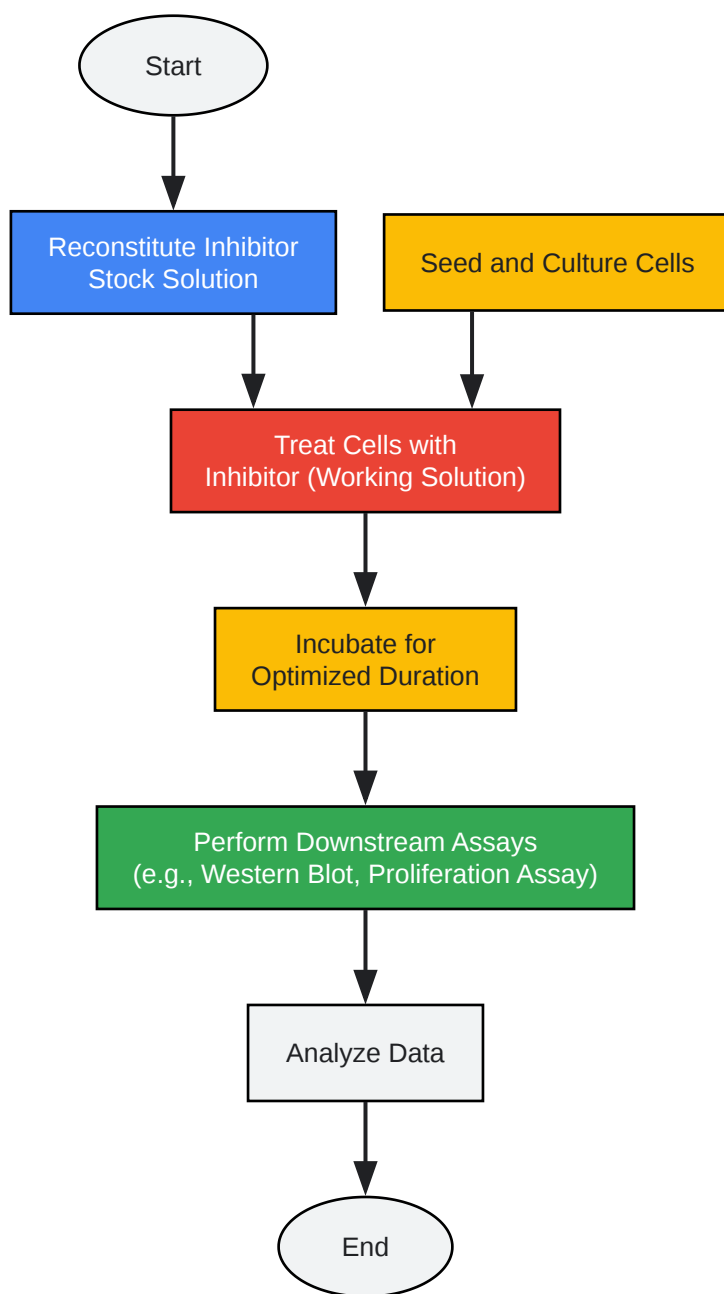 Start
Reconstitute Inhibitor
Stock Solution
Seed and Culture Cells
Treat Cells with
Inhibitor (Working Solution)
Incubate for
Optimized Duration
Perform Downstream Assays
(e.g., Western Blot, Proliferation Assay)
Analyze Data
End